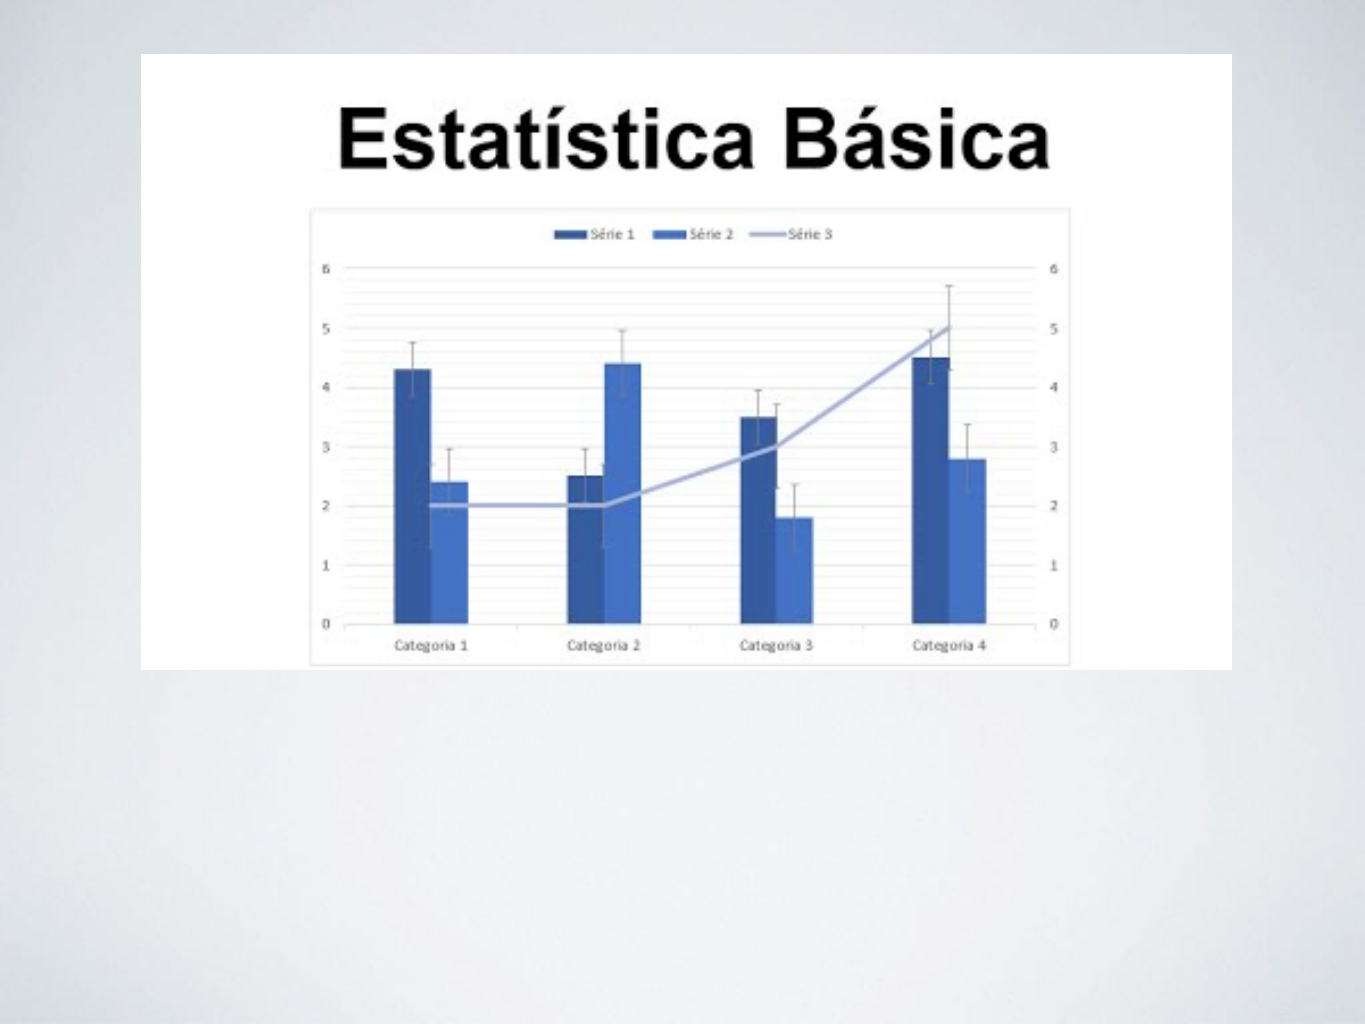 Estatística Básica
Série 1 Série 2 Série 3
6 6
5 5
4 4
3 3
2 2
1 1
0 0
Categoria 1 Categoria 2 Categoria 3 Categoria 4